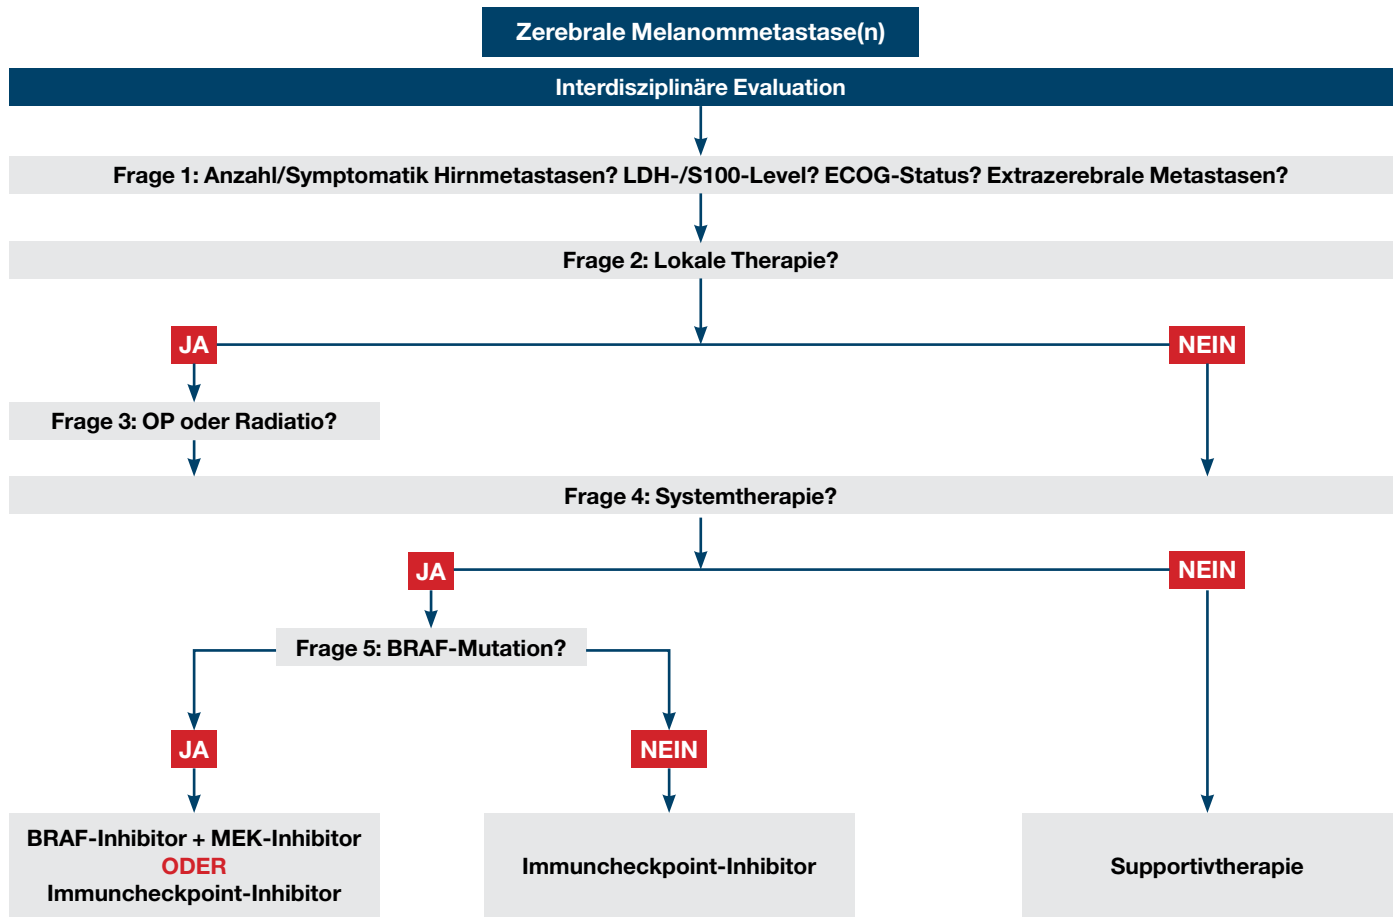 Zerebrale Melanommetastase(n)
Interdisziplinäre Evaluation
Frage 1: Anzahl/Symptomatik Hirnmetastasen? LDH-/S100-Level? ECOG-Status? Extrazerebrale Metastasen?
Frage 2: Lokale Therapie?
JA
NEIN
Frage 3: OP oder Radiatio?
Frage 4: Systemtherapie?
JA
NEIN
Frage 5: BRAF-Mutation?
JA
NEIN
BRAF-Inhibitor + MEK-Inhibitor
ODER
Immuncheckpoint-Inhibitor
Immuncheckpoint-Inhibitor
Supportivtherapie